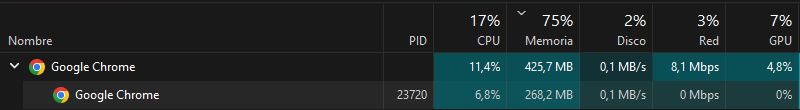 17% 75% 2% 3% 7%
Nombre PID CPU Memoria Disco Red GPU
Google Chrome 11,4% 425,7 MB 0,1 MB/s 8,1 Mbps 4,8%
Google Chrome 23720 6,8% 268,2 MB 0,1 MB/s 0 Mbps 0%